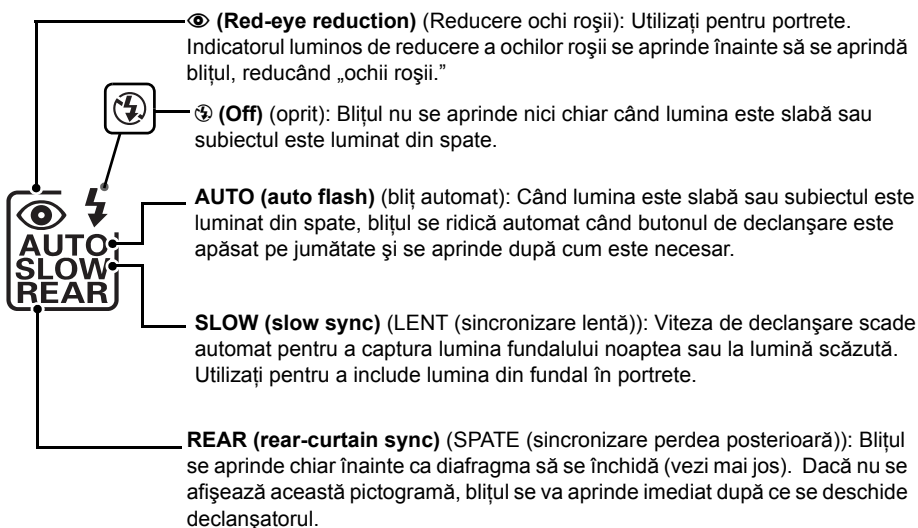 👁 (Red-eye reduction) (Reducere ochi roşii): Utilizaţi pentru portrete.
Indicatorul luminos de reducere a ochilor roşii se aprinde înainte să se aprindă
bliţul, reducând „ochii roşii.”
(Off) (oprit): Bliţul nu se aprinde nici chiar când lumina este slabă sau
subiectul este luminat din spate.
AUTO
SLOW
REAR
AUTO (auto flash) (bliţ automat): Când lumina este slabă sau subiectul este
luminat din spate, bliţul se ridică automat când butonul de declanşare este
apăsat pe jumătate şi se aprinde după cum este necesar.
SLOW (slow sync) (LENT (sincronizare lentă)): Viteza de declanşare scade
automat pentru a captura lumina fundalului noaptea sau la lumină scăzută.
Utilizaţi pentru a include lumina din fundal în portrete.
REAR (rear-curtain sync) (SPATE (sincronizare perdea posterioară)): Bliţul
se aprinde chiar înainte ca diafragma să se închidă (vezi mai jos). Dacă nu se
afişează această pictogramă, bliţul se va aprinde imediat după ce se deschide
declanşatorul.